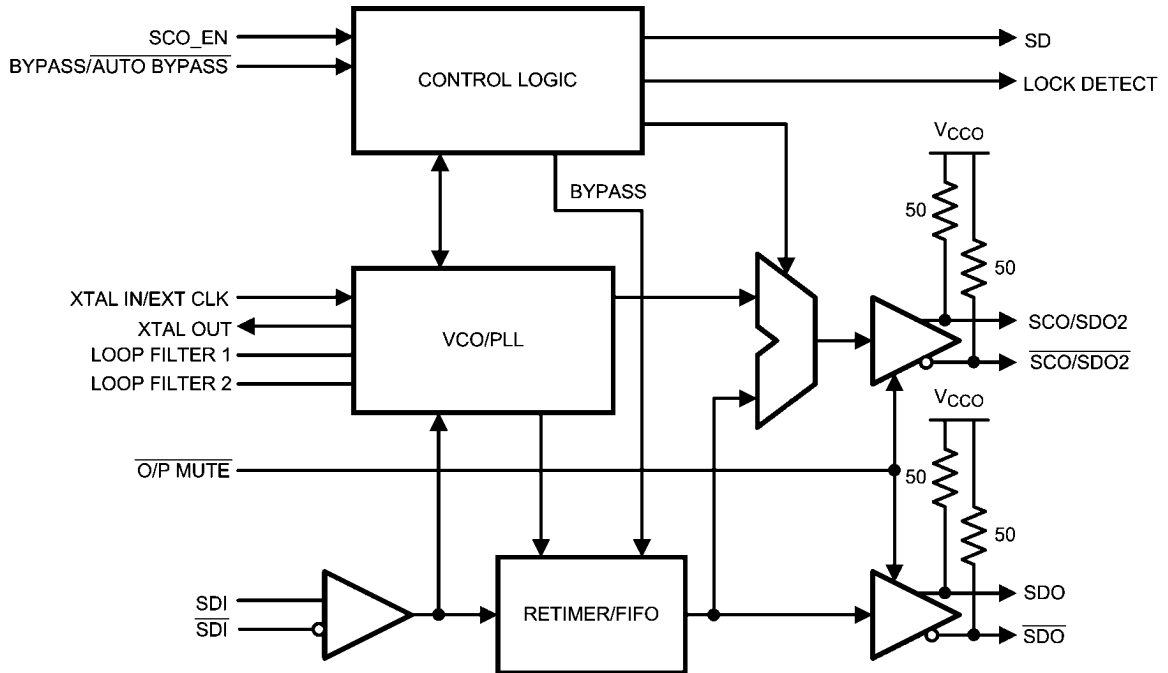 SCO_EN
BYPASS/AUTO BYPASS
CONTROL LOGIC
SD
LOCK DETECT
VCCO
BYPASS
50
50
XTAL IN/EXT CLK
XTAL OUT
LOOP FILTER 1
LOOP FILTER 2
VCO/PLL
SCO/SDO2
SCO/SDO2
VCCO
O/P MUTE
50
50
SDI
SDI
RETIMER/FIFO
SDO
SDO